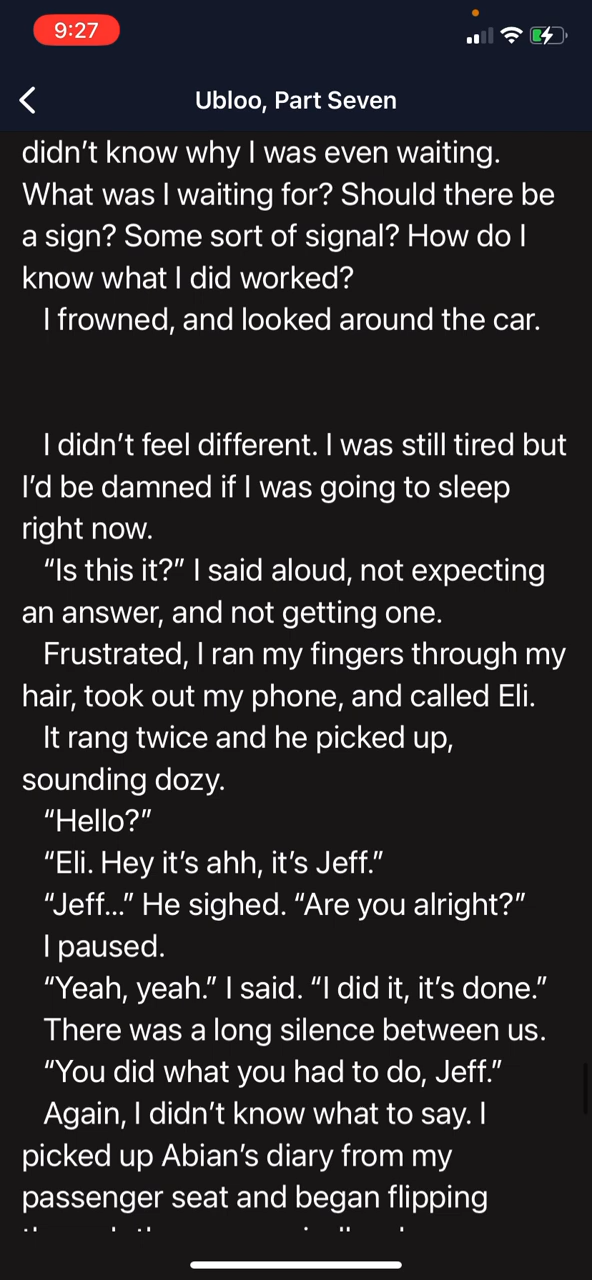 9:27
Ubloo, Part Seven
didn’t know why I was even waiting.
What was I waiting for? Should there be
a sign? Some sort of signal? How do I
know what I did worked?
I frowned, and looked around the car.
I didn’t feel different. I was still tired but
I’d be damned if I was going to sleep
right now.
“Is this it?” I said aloud, not expecting
an answer, and not getting one.
Frustrated, I ran my fingers through my
hair, took out my phone, and called Eli.
It rang twice and he picked up,
sounding dozy.
“Hello?”
“Eli. Hey it’s ahh, it’s Jeff.”
“Jeff...” He sighed. “Are you alright?”
I paused.
“Yeah, yeah.” I said. “I did it, it’s done.”
There was a long silence between us.
“You did what you had to do, Jeff.”
Again, I didn’t know what to say. I
picked up Abian’s diary from my
passenger seat and began flipping